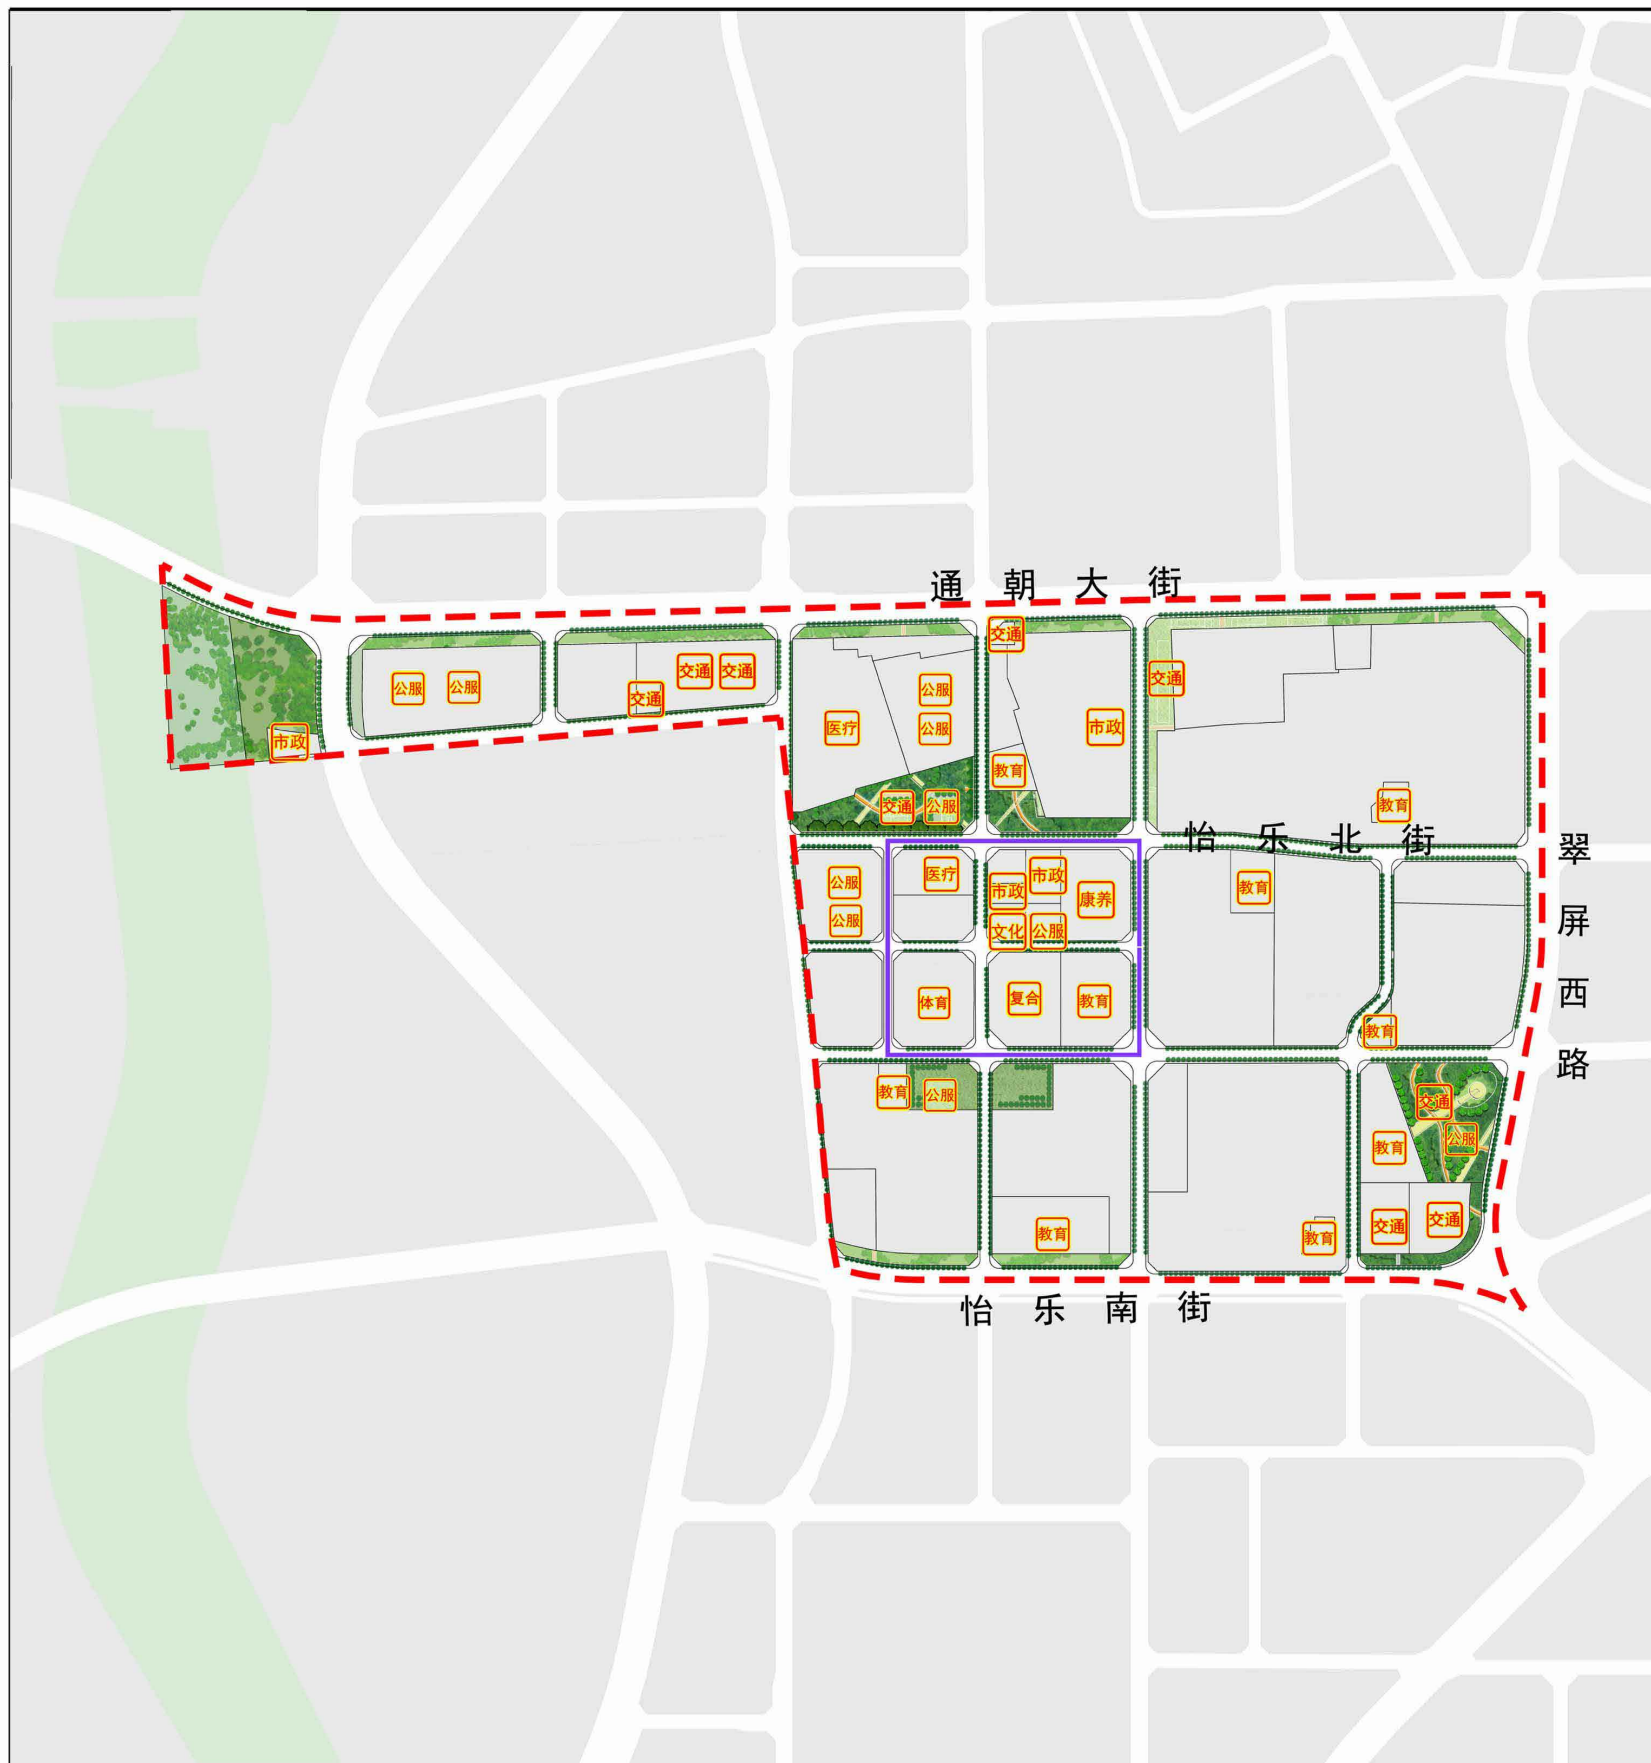 通朝大街
交通
交通
交通
交通
公服
公服
公服
交通
交通
医疗
公服
市政
市政
教育
交通
公服
教育
怡乐北街
翠屏西路
公服
医疗
市政
市政
康养
教育
公服
文化
公服
体育
复合
教育
教育
教育
公服
交通
公服
教育
教育
交通
交通
教育
怡乐南街